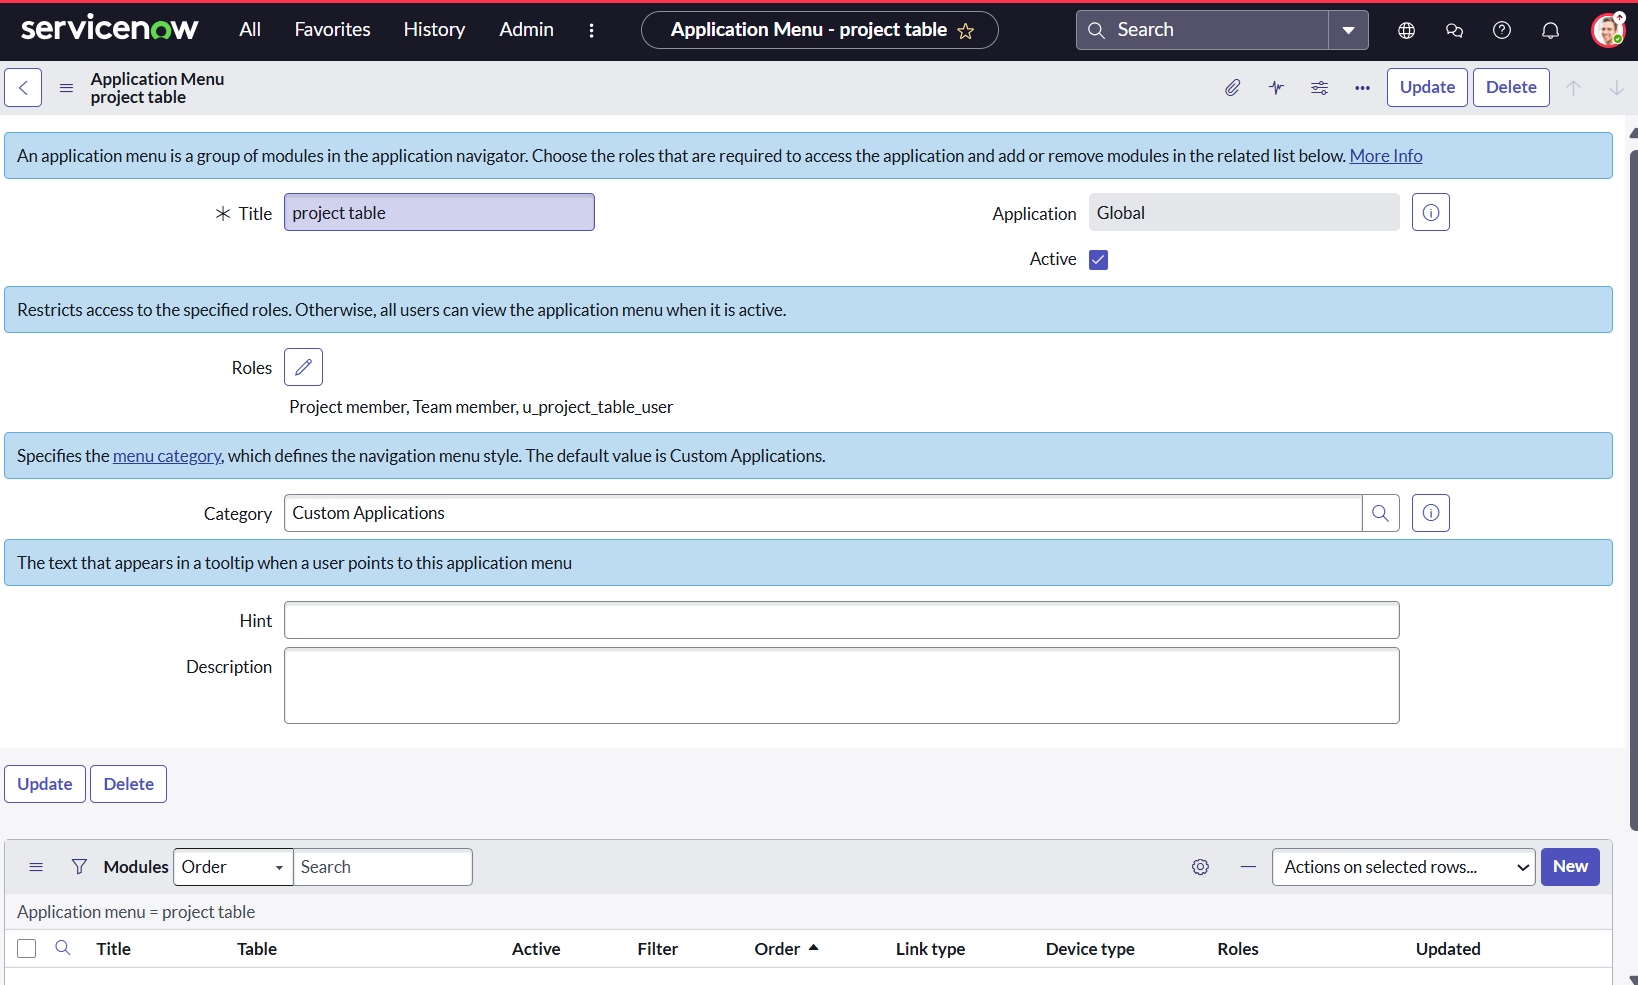 servicenow All Favorites History Admin Application Menu - project table Search
Application Menu
project table
Update Delete
An application menu is a group of modules in the application navigator. Choose the roles that are required to access the application and add or remove modules in the related list below. More Info
Title project table Application Global
Active
Restricts access to the specified roles. Otherwise, all users can view the application menu when it is active.
Roles
Project member, Team member, u_project_table_user
Specifies the menu category, which defines the navigation menu style. The default value is Custom Applications.
Category Custom Applications
The text that appears in a tooltip when a user points to this application menu
Hint
Description
Update Delete
Modules Order Search Actions on selected rows... New
Application menu = project table
Title Table Active Filter Order Link type Device type Roles Updated